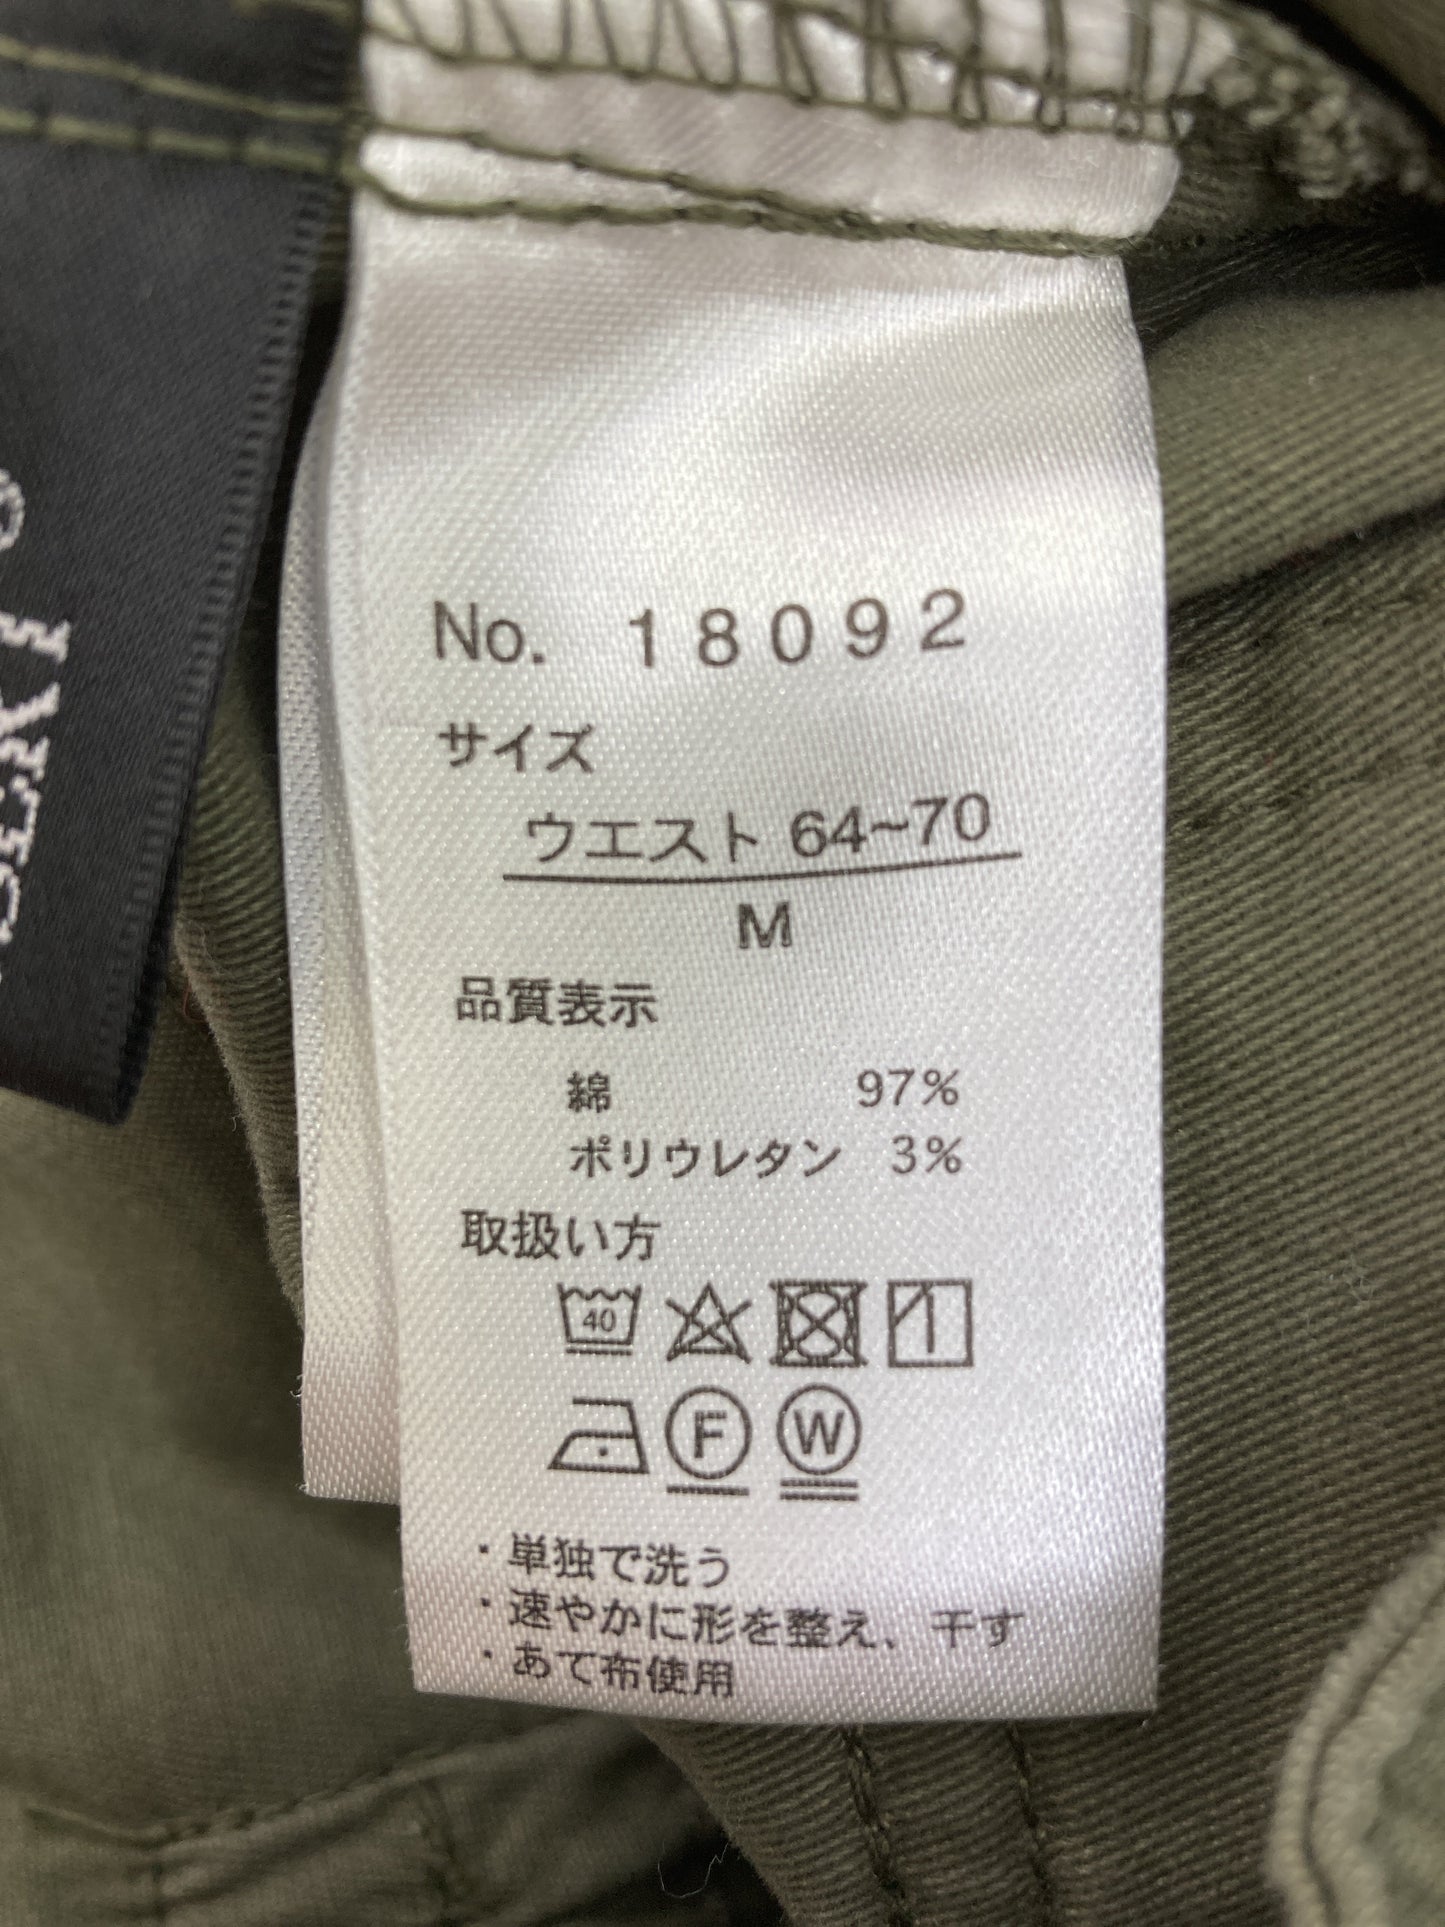 No. 18092
サイズ
ウエスト 64~70
M
品質表示
綿 97%
ポリウレタン 3%
取扱い方
40
F W
・単独で洗う
・速やかに形を整え、干す
・あて布使用